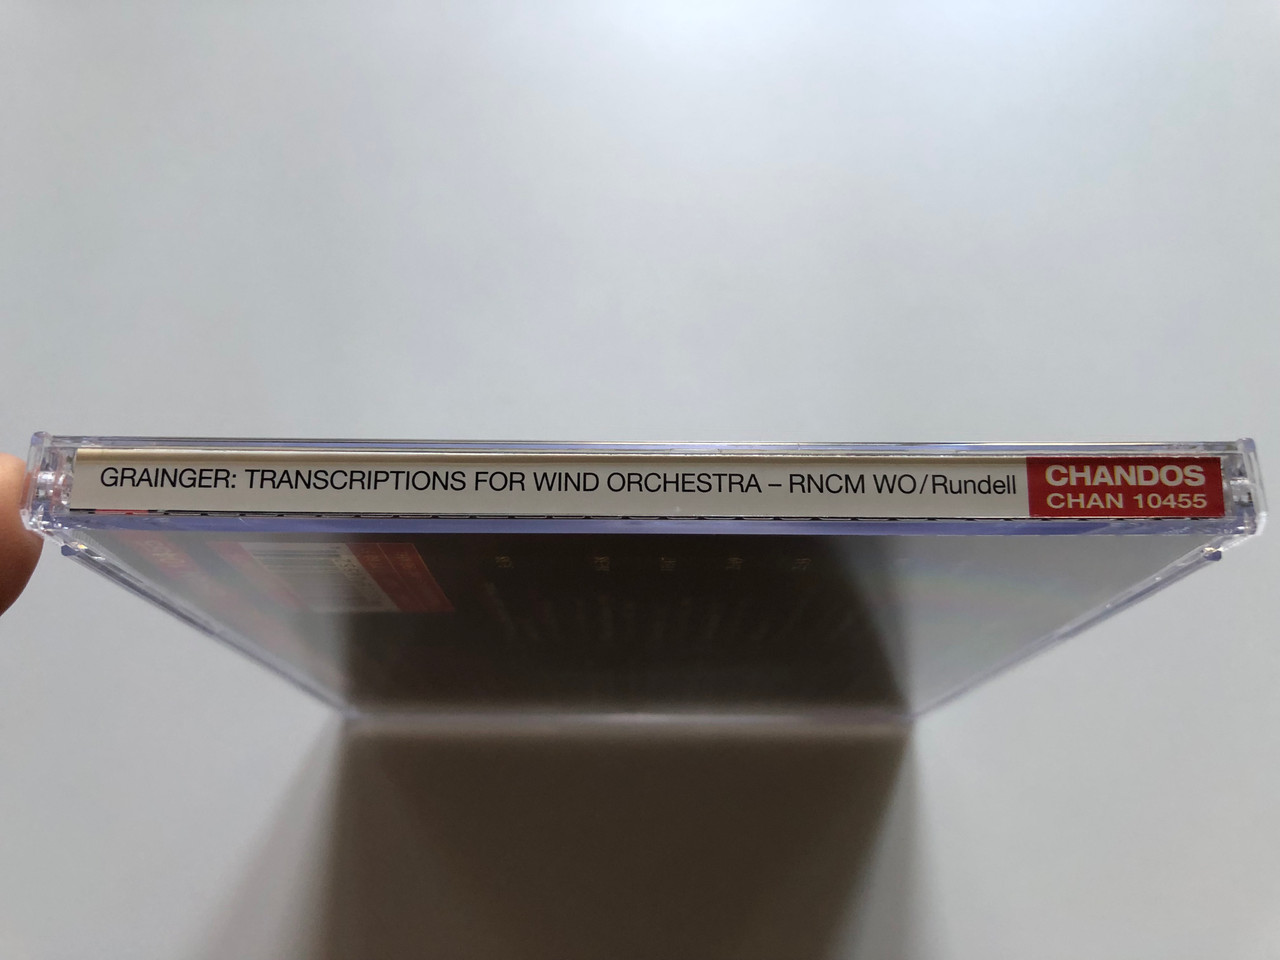 GRAINGER: TRANSCRIPTIONS FOR WIND ORCHESTRA – RNCM WO/Rundell
CHANDOS
CHAN 10455